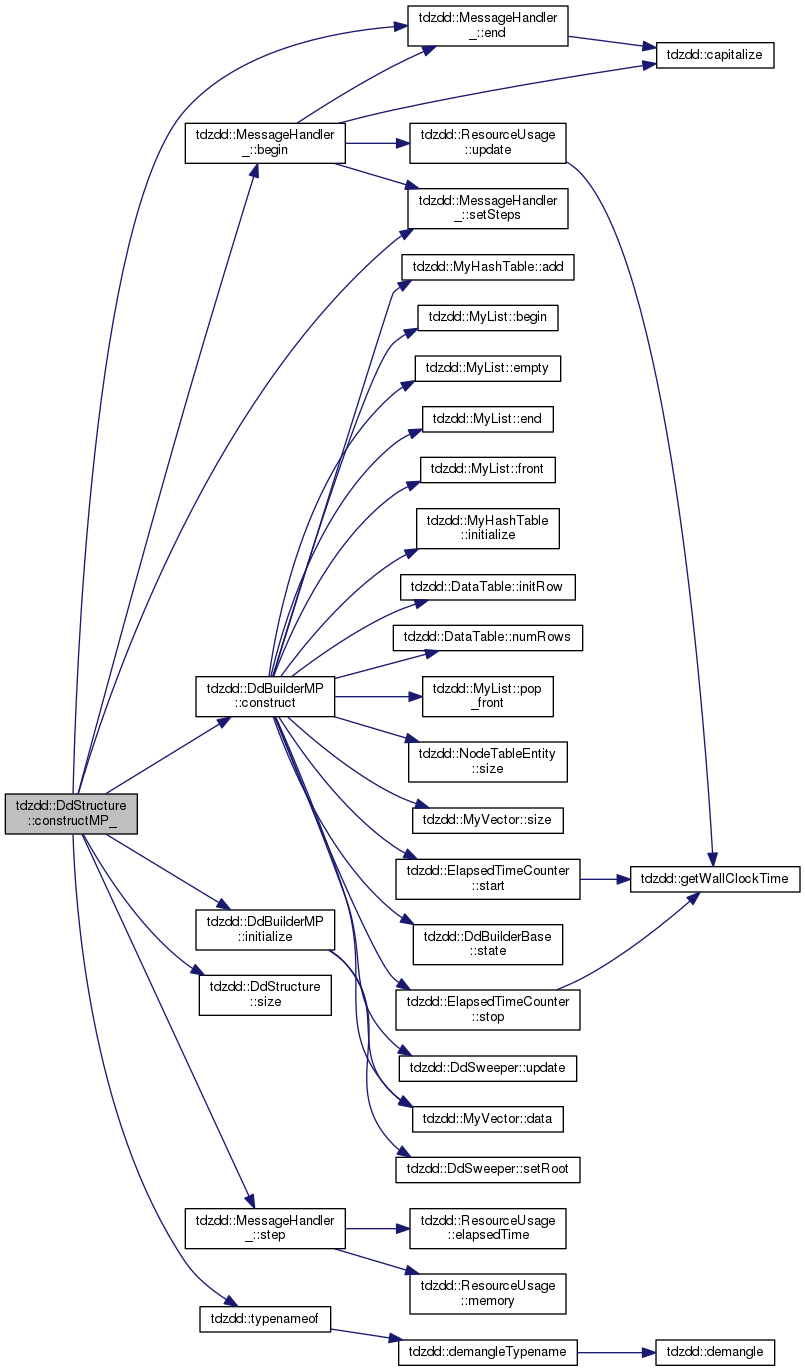 tdzdd::MessageHandler
_::end
tdzdd::capitalize
tdzdd::MessageHandler
_::begin
tdzdd::ResourceUsage
::update
tdzdd::MessageHandler
_::setSteps
tdzdd::MyHashTable::add
tdzdd::MyList::begin
tdzdd::MyList::empty
tdzdd::MyList::end
tdzdd::MyList::front
tdzdd::MyHashTable
::initialize
tdzdd::DataTable::initRow
tdzdd::DataTable::numRows
tdzdd::DdBuilderMP
::construct
tdzdd::MyList::pop
_front
tdzdd::NodeTableEntity
::size
tdzdd::DdStructure
::constructMP_
tdzdd::MyVector::size
tdzdd::ElapsedTimeCounter
::start
tdzdd::getWallClockTime
tdzdd::DdBuilderMP
::initialize
tdzdd::DdBuilderBase
::state
tdzdd::DdStructure
::size
tdzdd::ElapsedTimeCounter
::stop
tdzdd::DdSweeper::update
tdzdd::MyVector::data
tdzdd::DdSweeper::setRoot
tdzdd::MessageHandler
_::step
tdzdd::ResourceUsage
::elapsedTime
tdzdd::ResourceUsage
::memory
tdzdd::typenameof
tdzdd::demangleTypename
tdzdd::demangle